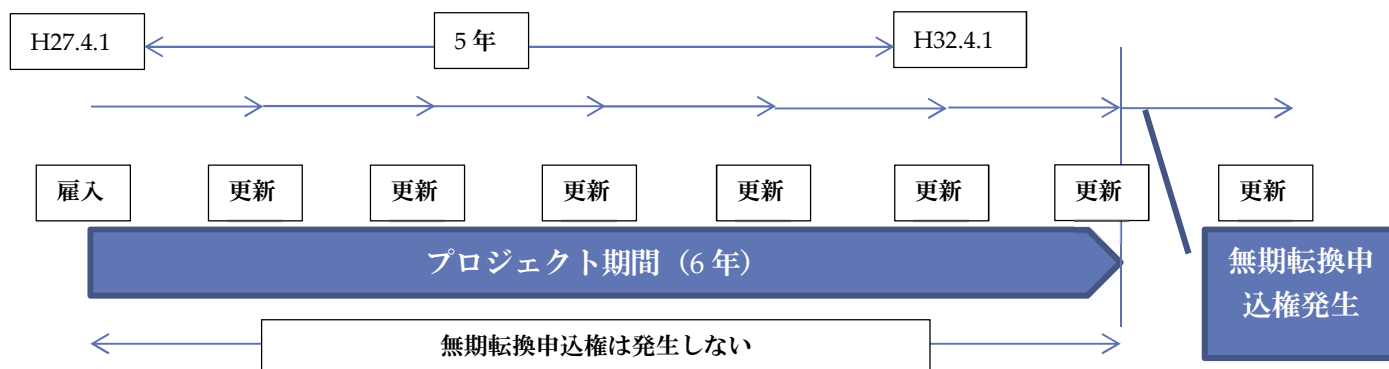 H27.4.1
5年
H32.4.1
雇入
更新
更新
更新
更新
更新
更新
更新
プロジェクト期間（6年）
無期転換申
込権発生
無期転換申込権は発生しない